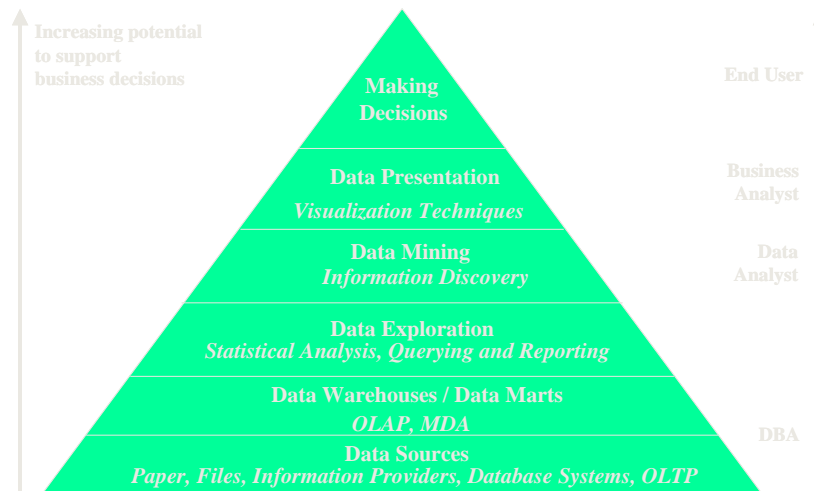 Increasing potential
to support
business decisions
End User
Making
Decisions
Data Presentation
Visualization Techniques
Business
Analyst
Data Mining
Information Discovery
Data
Analyst
Data Exploration
Statistical Analysis, Querying and Reporting
Data Warehouses / Data Marts
OLAP, MDA
DBA
Data Sources
Paper, Files, Information Providers, Database Systems, OLTP